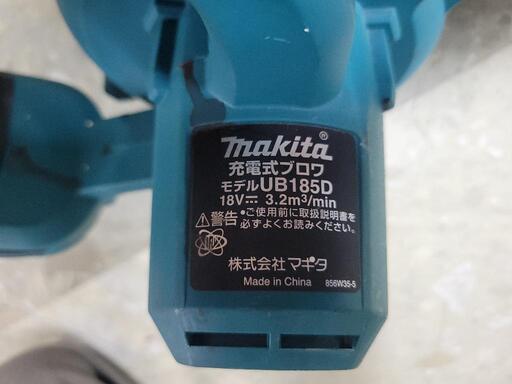 makita®
充電式ブロワ
モデルUB185D
18V⎓ 3.2m³/min
⚠警告 •ご使用前に取扱説明書を
必ずよくお読みください。
株式会社マキタ
Made in China 856W35-5